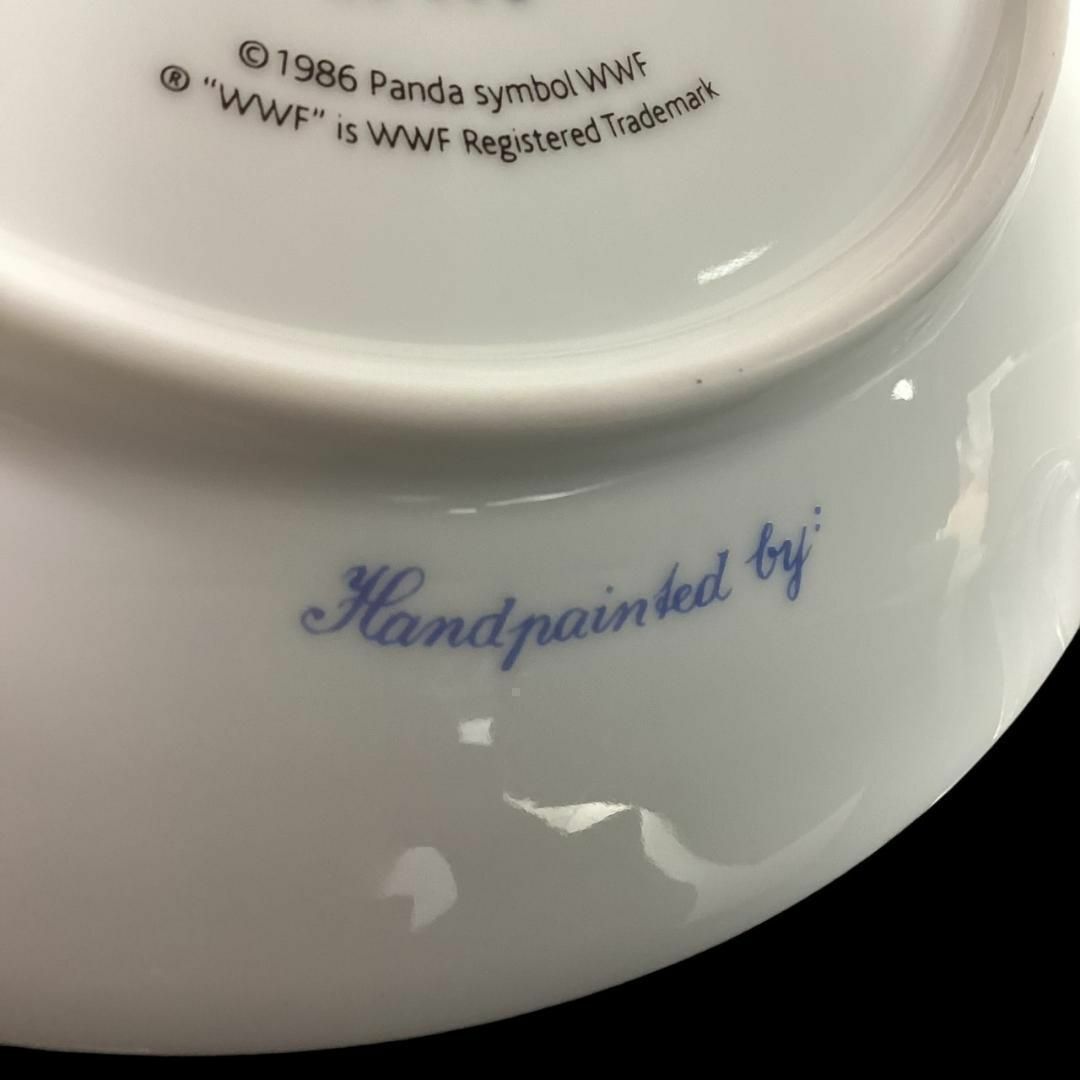 ©1986 Panda symbol WWF
® “WWF” is WWF Registered Trademark
Handpainted by: